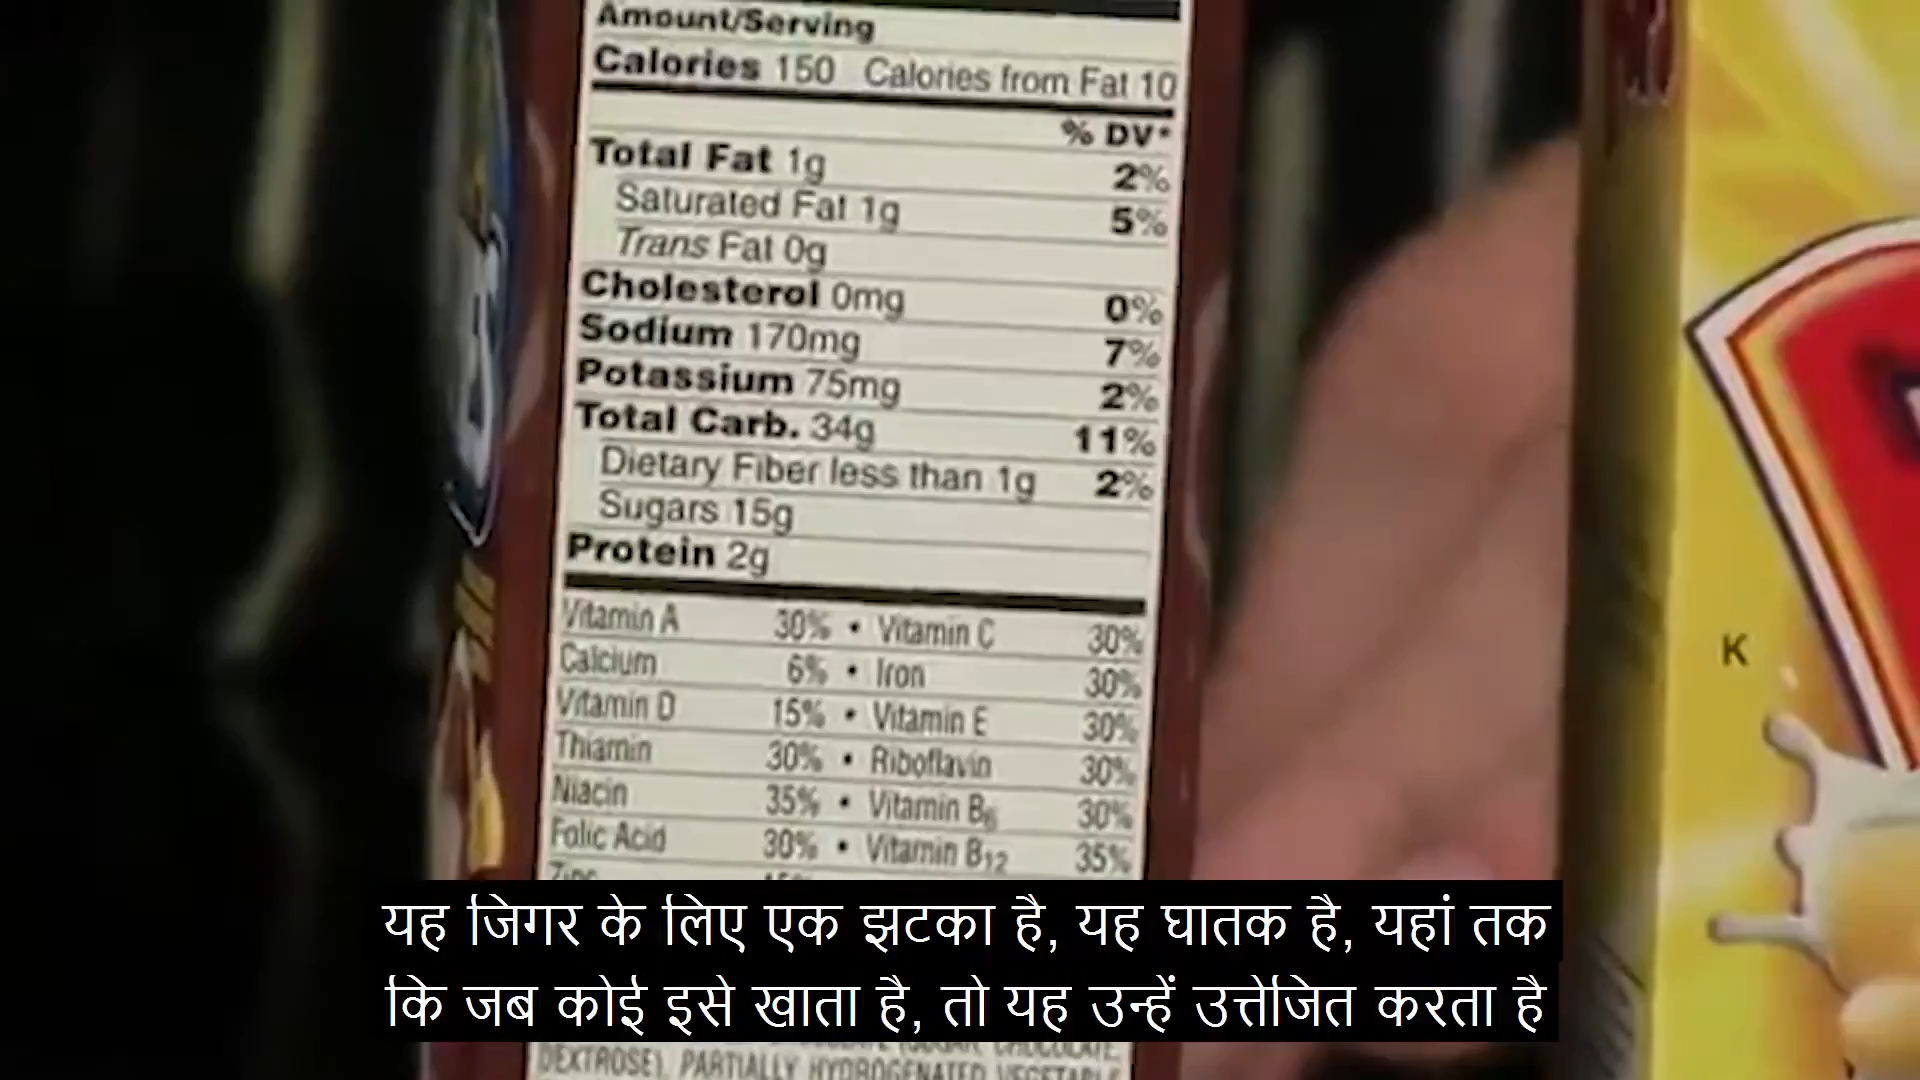 Amount/Serving
Calories 150 Calories from Fat 10
% DV*
Total Fat 1g 2%
Saturated Fat 1g 5%
Trans Fat 0g
Cholesterol 0mg 0%
Sodium 170mg 7%
Potassium 75mg 2%
Total Carb. 34g 11%
Dietary Fiber less than 1g 2%
Sugars 15g
Protein 2g
Vitamin A 30% • Vitamin C 30%
Calcium 6% • Iron 30%
Vitamin D 15% • Vitamin E 30%
Thiamin 30% • Riboflavin 30%
Niacin 35% • Vitamin B6 30%
Folic Acid 30% • Vitamin B12 35%
K
यह जिगर के लिए एक झटका है, यह घातक है, यहां तक
कि जब कोई इसे खाता है, तो यह उन्हें उत्तेजित करता है
DEXTROSE), PARTIALLY HYDROGENATED VEGETABLE